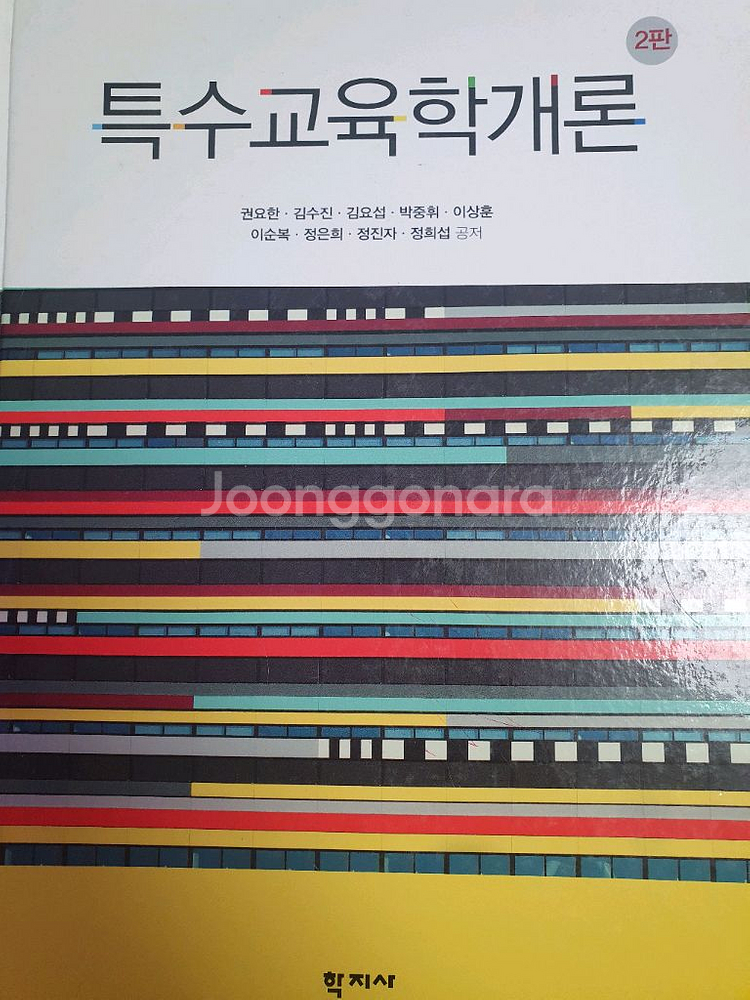 2판
특수교육학개론
권요한 · 김수진 · 김요섭 · 박중휘 · 이상훈
이순복 · 정은희 · 정진자 · 정희섭 공저
Joonggonara
학지사